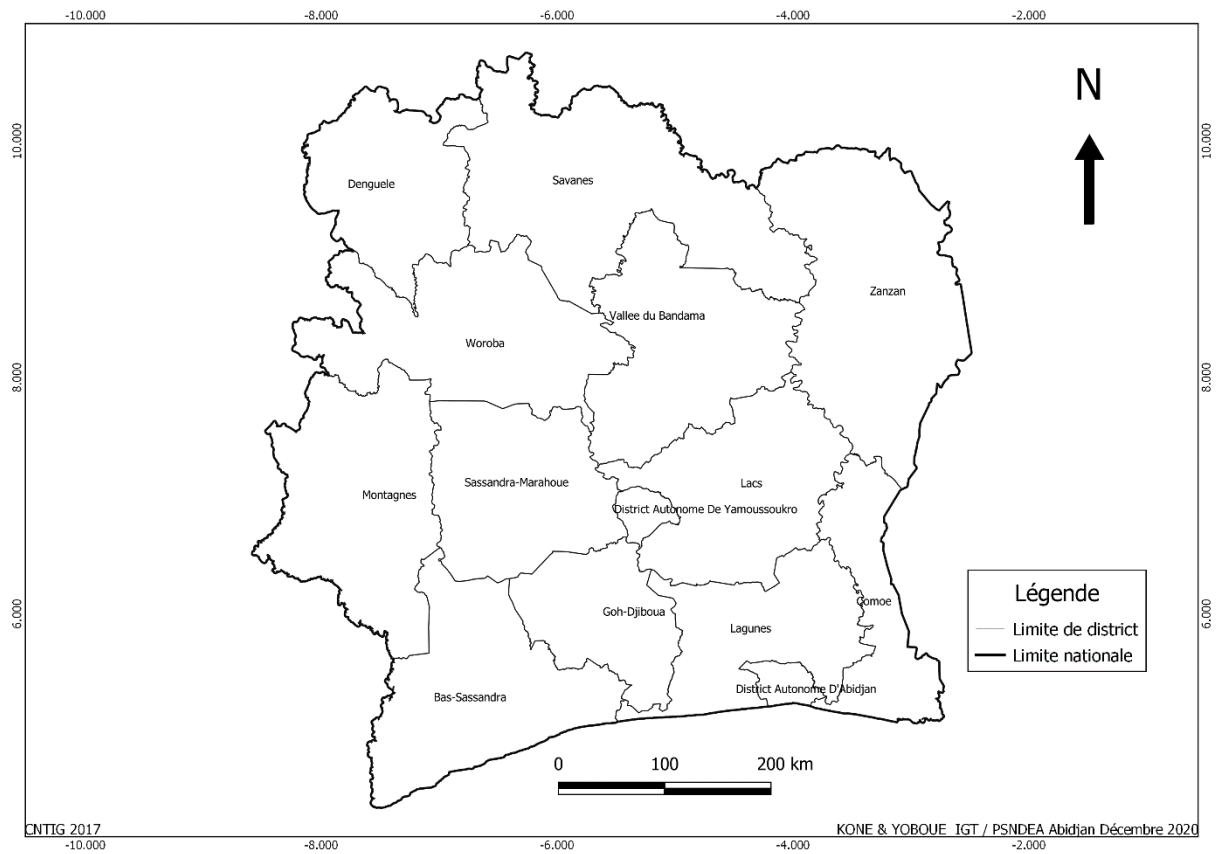 -10.000 -8.000 -6.000 -4.000 -2.000
N
10.000 10.000
Denguele
Savanes
Zanzan
Vallee du Bandama
Woroba
8.000 8.000
Sassandra-Marahoue
Lacs
Montagnes
District Autonome De Yamoussoukro
Légende
Limite de district
Limite nationale
6.000 6.000
Comoe
Goh-Djiboua
Lagunes
District Autonome D'Abidjan
Bas-Sassandra
0 100 200 km
CNTIG 2017
KONE & YOBOUE IGT / PSNDEA Abidjan Décembre 2020
-10.000 -8.000 -6.000 -4.000 -2.000